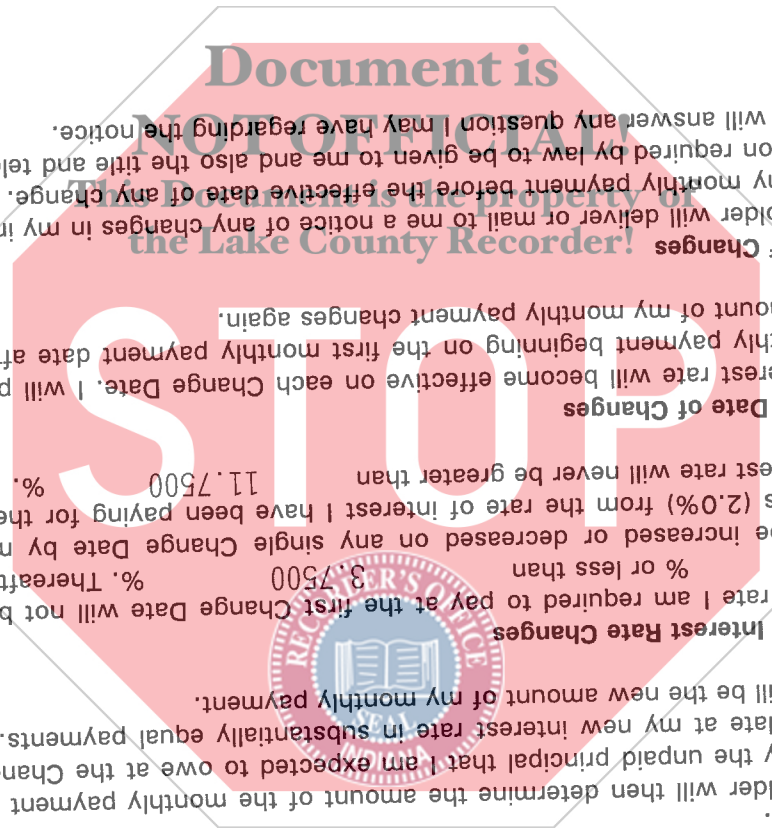 Document is
NOT OFFICIAL!
This Document is the property of
the Lake County Recorder!
STOP
RECORDER'S OFFICE
SEAL
INDIANA
.
lder will then determine the amount of the monthly payment
y the unpaid principal that I am expected to owe at the Chang
ate at my new interest rate in substantially equal payments.
ill be the new amount of my monthly payment.
Interest Rate Changes
rate I am required to pay at the first Change Date will not b
% or less than 3.7500 %. Thereaft
be increased or decreased on any single Change Date by m
s (2.0%) from the rate of interest I have been paying for the
est rate will never be greater than 11.7500 %.
Date of Changes
erest rate will become effective on each Change Date. I will p
hly payment beginning on the first monthly payment date afte
ount of my monthly payment changes again.
f Changes
older will deliver or mail to me a notice of any changes in my in
my monthly payment before the effective date of any change.
on required by law to be given to me and also the title and tele
will answer any question I may have regarding the notice.